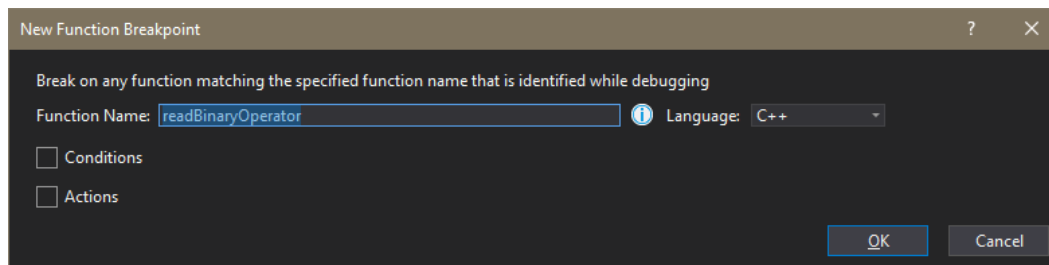 New Function Breakpoint ? ×
Break on any function matching the specified function name that is identified while debugging
Function Name: readBinaryOperator Language: C++
Conditions
Actions
OK Cancel